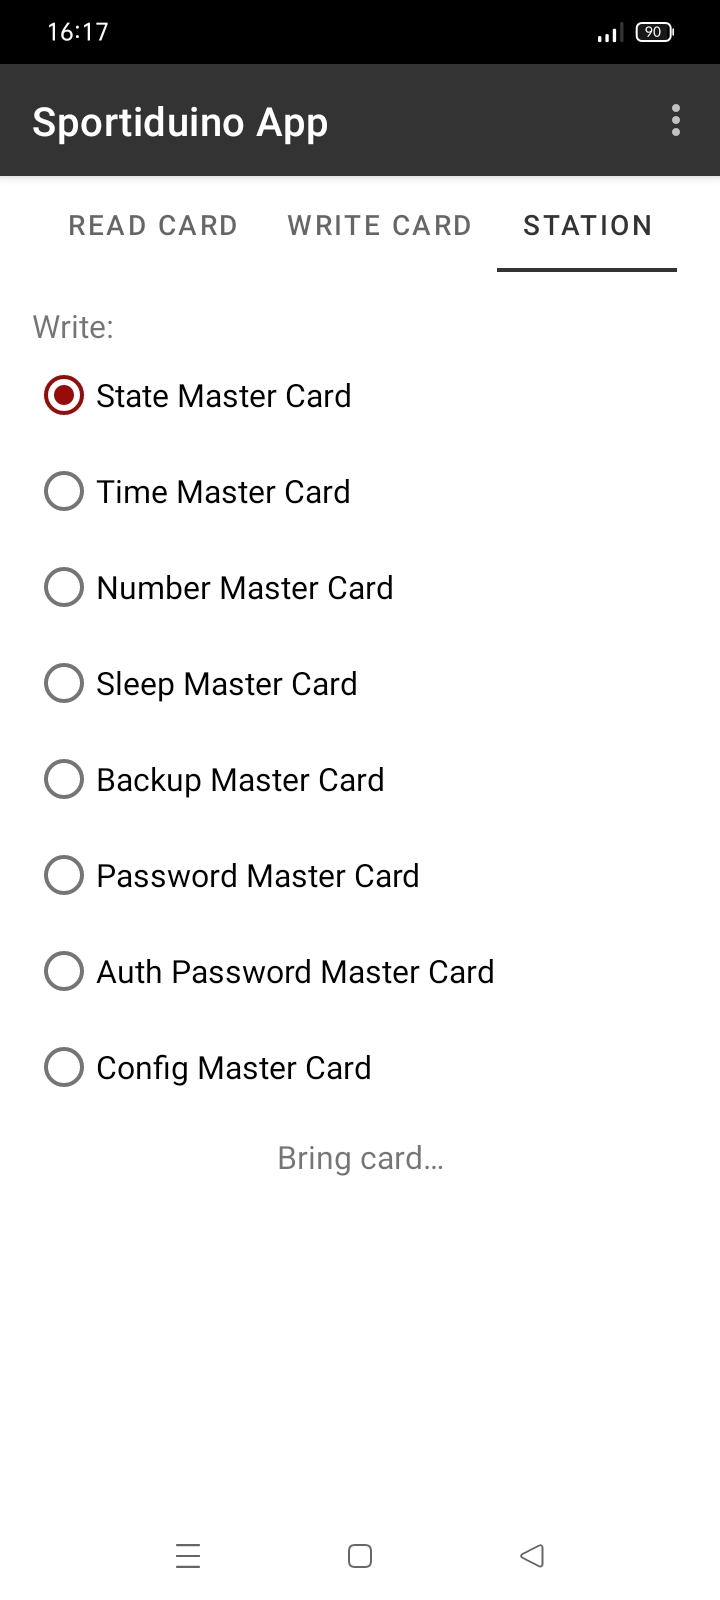 16:17
90
Sportiduino App
READ CARD WRITE CARD STATION
Write:
State Master Card
Time Master Card
Number Master Card
Sleep Master Card
Backup Master Card
Password Master Card
Auth Password Master Card
Config Master Card
Bring card…